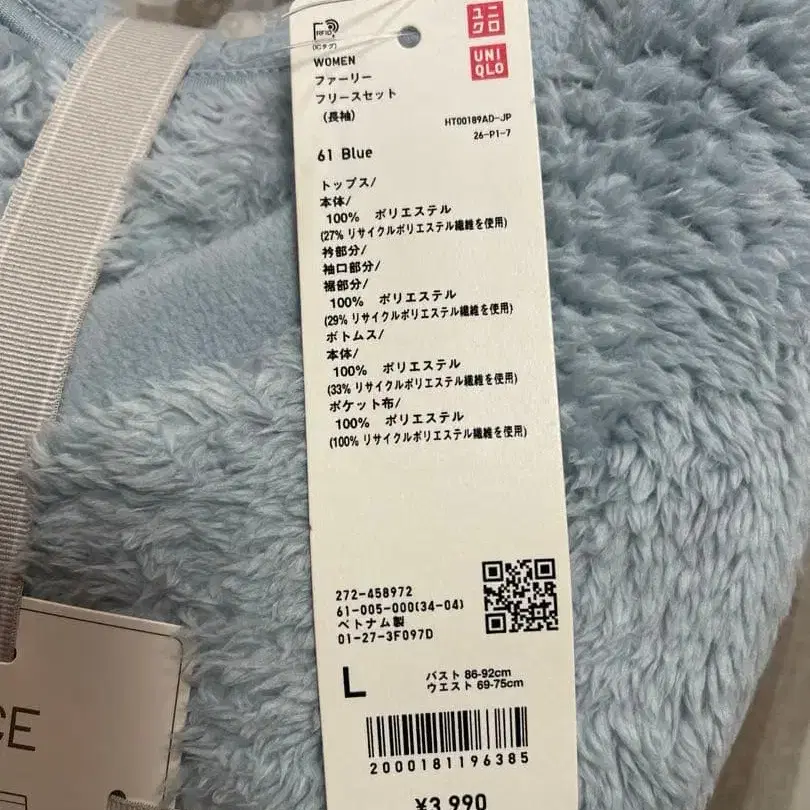 ユニ
クロ
UNI
QLO
RFID
(ICタグ)
WOMEN
ファーリー
フリースセット
(長袖)
HT00189AD-JP
26-P1-7
61 Blue
トップス/
本体/
100% ポリエステル
(27% リサイクルポリエステル繊維を使用)
衿部分/
袖口部分/
裾部分/
100% ポリエステル
(29% リサイクルポリエステル繊維を使用)
ボトムス/
本体/
100% ポリエステル
(33% リサイクルポリエステル繊維を使用)
ポケット布/
100% ポリエステル
(100% リサイクルポリエステル繊維を使用)
272-458972
61-005-000(34-04)
ベトナム製
01-27-3F097D
L
バスト 86-92cm
ウエスト 69-75cm
2000181196385
¥3,990
CE